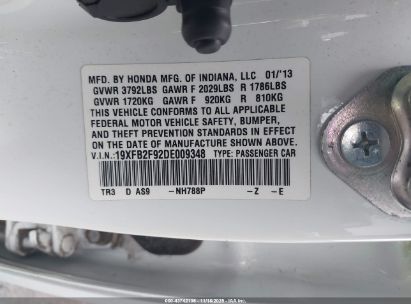 MFD. BY HONDA MFG. OF INDIANA, LLC 01/'13
GVWR 3792LBS GAWR F 2029LBS R 1786LBS
GVWR 1720KG GAWR F 920KG R 810KG
THIS VEHICLE CONFORMS TO ALL APPLICABLE
FEDERAL MOTOR VEHICLE SAFETY, BUMPER,
AND THEFT PREVENTION STANDARDS IN EFFECT
ON THE DATE OF MANUFACTURE SHOWN ABOVE.
V.I.N.: 19XFB2F92DE009348 TYPE: PASSENGER CAR
TR3 D AS9 -NH788P -Z -E